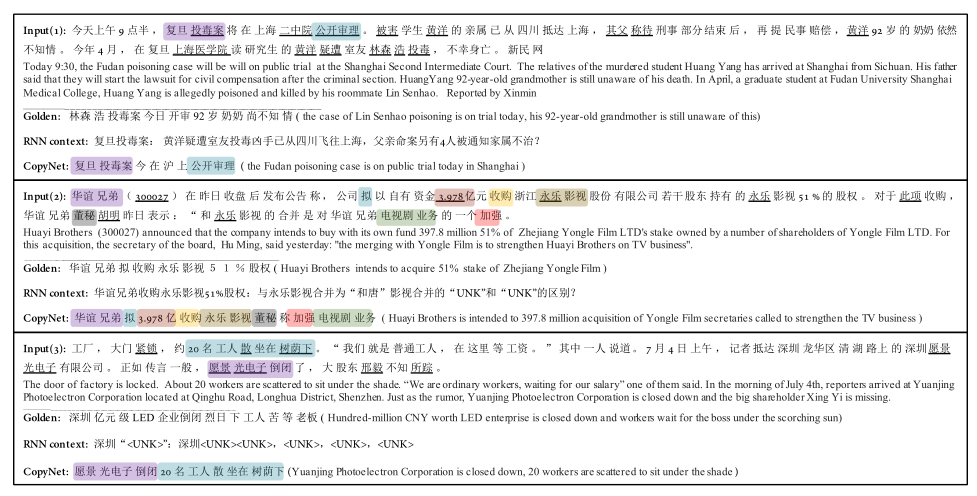 Input(1): 今天上午 9 点半，复旦 投毒案 将 在 上海 二中院 公开审理 。 被害 学生 黄洋 的 亲属 已 从 四川 抵达 上海 ， 其父 称待 刑事 部分 结束 后 ， 再 提 民事 赔偿 ， 黄洋 92 岁 的 奶奶 依然
不知情 。 今年 4 月 ， 在 复旦 上海医学院 读 研究生 的 黄洋 疑遭 室友 林森 浩 投毒 ， 不幸身亡 。 新民 网
Today 9:30, the Fudan poisoning case will be will on public trial at the Shanghai Second Intermediate Court. The relatives of the murdered student Huang Yang has arrived at Shanghai from Sichuan. His father
said that they will start the lawsuit for civil compensation after the criminal section. HuangYang 92-year-old grandmother is still unaware of his death. In April, a graduate student at Fudan University Shanghai
Medical College, Huang Yang is allegedly poisoned and killed by his roommate Lin Senhao. Reported by Xinmin
Golden: 林森 浩 投毒案 今日 开审 92 岁 奶奶 尚不知 情 ( the case of Lin Senhao poisoning is on trial today, his 92-year-old grandmother is still unaware of this)
RNN context: 复旦投毒案： 黄洋疑遭室友投毒凶手已从四川飞往上海，父亲命案另有4人被通知家属不治?
CopyNet: 复旦 投毒案 今 在 沪 上 公开审理 ( the Fudan poisoning case is on public trial today in Shanghai )
Input(2): 华谊 兄弟 ( 300027 ) 在 昨日 收盘 后 发布公告 称， 公司 拟 以 自有 资金 3.978 亿元 收购 浙江 永乐 影视 股份 有限公司 若干 股东 持有 的 永乐 影视 51 % 的 股权 。 对于 此项 收购 ，
华谊 兄弟 董秘 胡明 昨日 表示 ： “ 和 永乐 影视 的 合并 是 对 华谊 兄弟 电视剧 业务 的 一个 加强 。
Huayi Brothers (300027) announced that the company intends to buy with its own fund 397.8 million 51% of Zhejiang Yongle Film LTD's stake owned by a number of shareholders of Yongle Film LTD. For
this acquisition, the secretary of the board, Hu Ming, said yesterday: "the merging with Yongle Film is to strengthen Huayi Brothers on TV business".
Golden: 华谊 兄弟 拟 收购 永乐 影视 ５ １ ％ 股权 ( Huayi Brothers intends to acquire 51% stake of Zhejiang Yongle Film )
RNN context: 华谊兄弟收购永乐影视51%股权：与永乐影视合并为“和唐”影视合并的“UNK”和“UNK”的区别?
CopyNet: 华谊 兄弟 拟 3.978 亿 收购 永乐 影视 董秘 称 加强 电视剧 业务 ( Huayi Brothers is intended to 397.8 million acquisition of Yongle Film secretaries called to strengthen the TV business )
Input(3): 工厂 ， 大门 紧锁 ， 约 20 名 工人 散 坐在 树荫下 。 “ 我们 就 是 普通工人 ， 在 这里 等 工资 。 ” 其中 一人 说道 。 7 月 4 日 上午 ， 记者 抵达 深圳 龙华区 清 湖 路上 的 深圳 愿景
光电子 有限公司 。 正如 传言 一般 ， 愿景 光电子 倒闭 了 ， 大 股东 邢毅 不知 所踪 。
The door of factory is locked. About 20 workers are scattered to sit under the shade. “We are ordinary workers, waiting for our salary” one of them said. In the morning of July 4th, reporters arrived at Yuanjing
Photoelectron Corporation located at Qinghu Road, Longhua District, Shenzhen. Just as the rumor, Yuanjing Photoelectron Corporation is closed down and the big shareholder Xing Yi is missing.
Golden: 深圳 亿元 级 LED 企业倒闭 烈日 下 工人 苦 等 老板 ( Hundred-million CNY worth LED enterprise is closed down and workers wait for the boss under the scorching sun)
RNN context: 深圳 “<UNK>”：深圳<UNK><UNK>，<UNK>，<UNK>，<UNK>
CopyNet: 愿景 光电子 倒闭 20 名 工人 散 坐在 树荫下 (Yuanjing Photoelectron Corporation is closed down, 20 workers are scattered to sit under the shade )